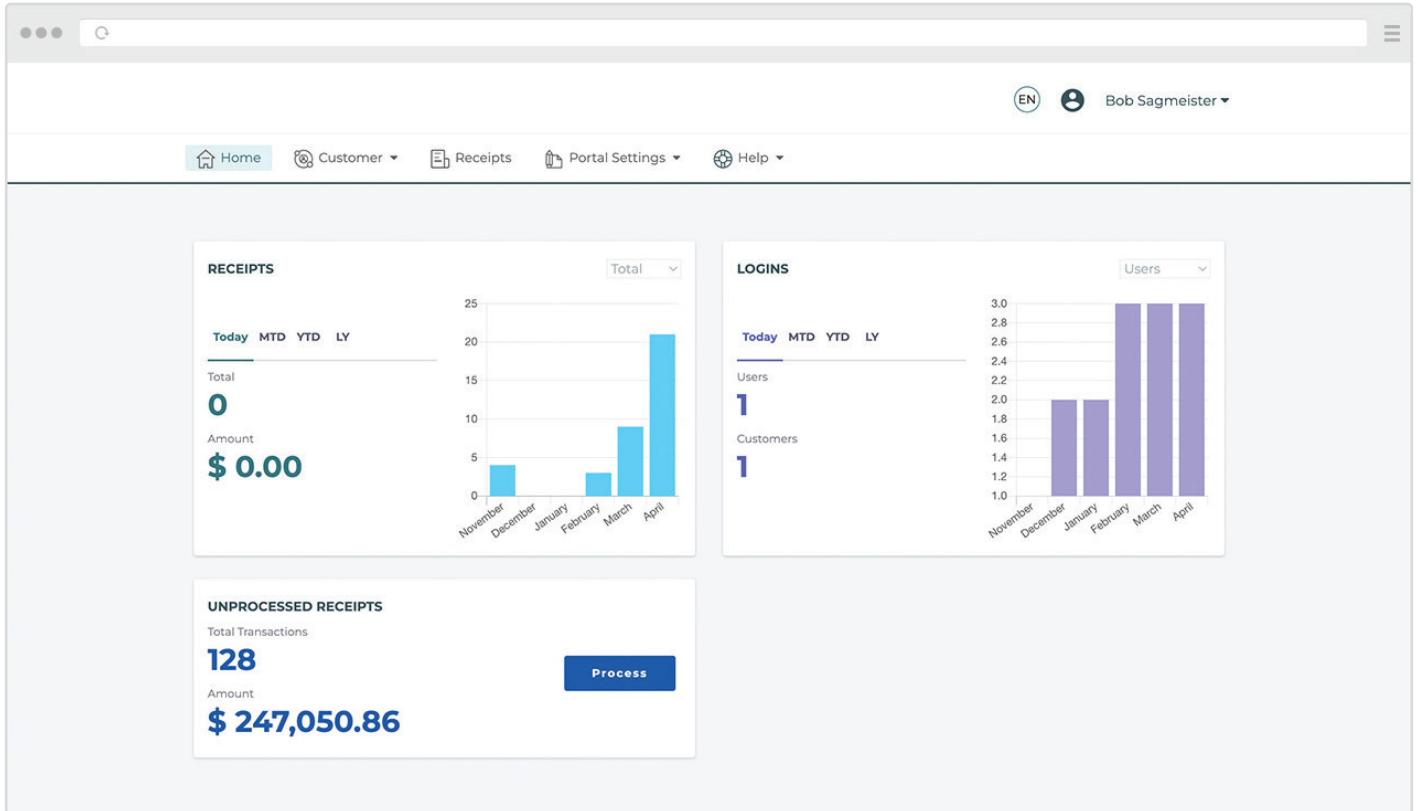 EN Bob Sagmeister
Home Customer Receipts Portal Settings Help
RECEIPTS
Total
Today MTD YTD LY
Total
0
Amount
$ 0.00
25
20
15
10
5
0
November December January February March April
LOGINS
Users
Today MTD YTD LY
Users
1
Customers
1
3.0
2.8
2.6
2.4
2.2
2.0
1.8
1.6
1.4
1.2
1.0
November December January February March April
UNPROCESSED RECEIPTS
Total Transactions
128
Process
Amount
$ 247,050.86